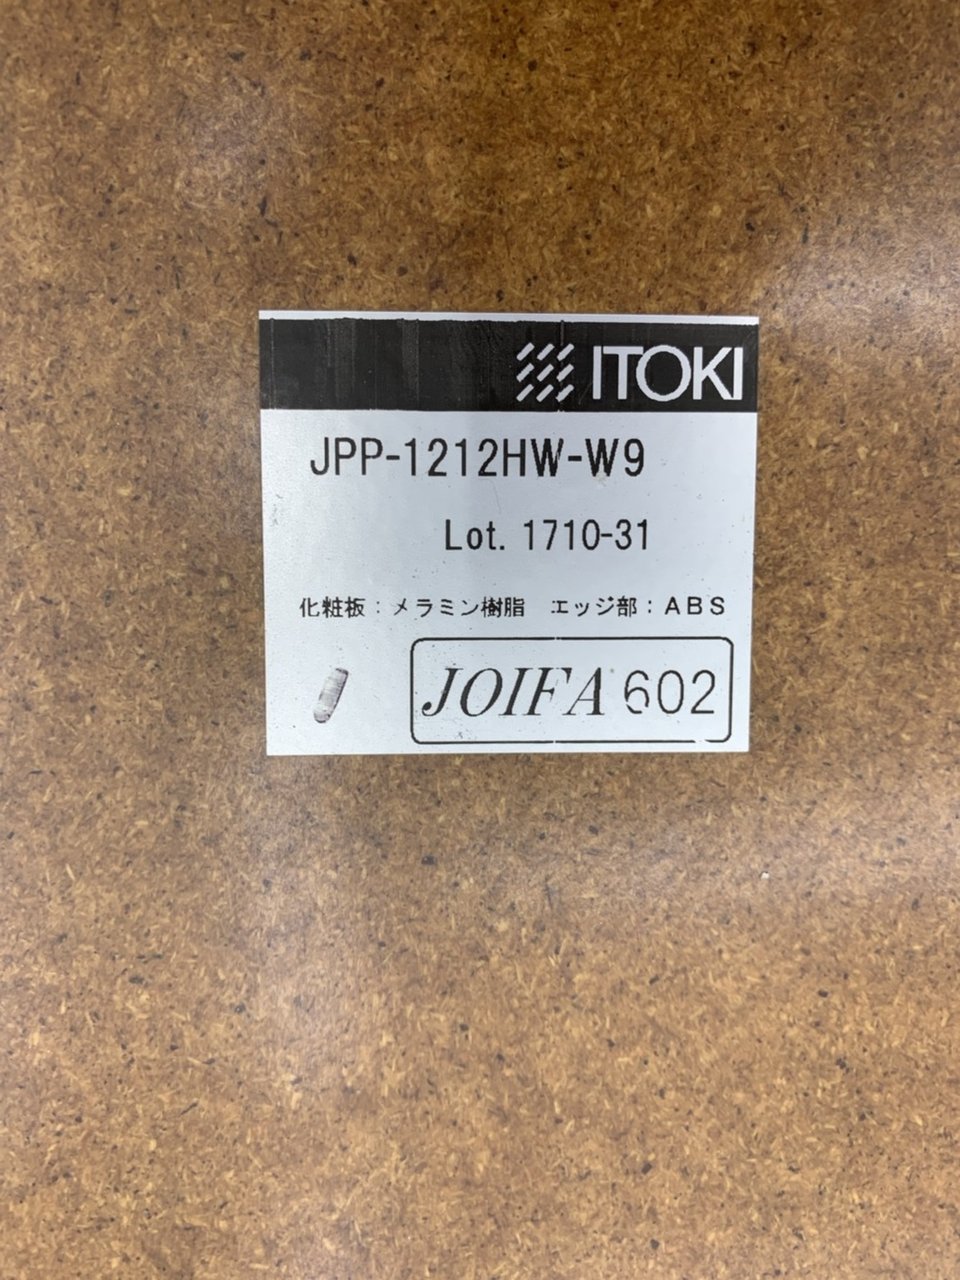 ITOKI
JPP-1212HW-W9
Lot. 1710-31
化粧板：メラミン樹脂　エッジ部：ABS
JOIFA 602